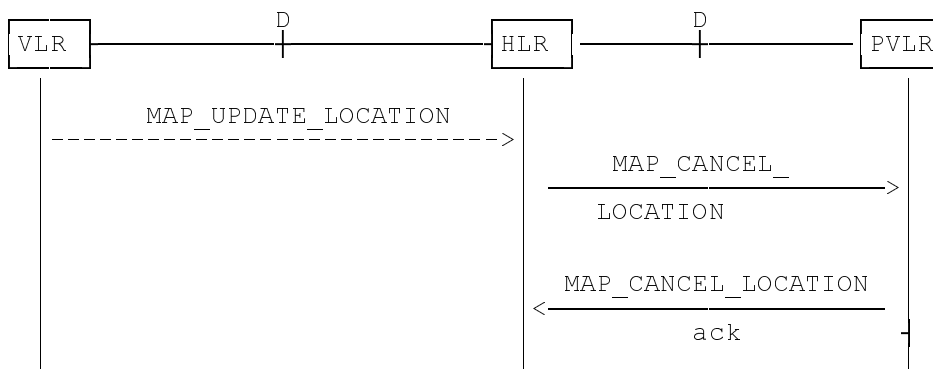 D D
VLR HLR PVLR
MAP_UPDATE_LOCATION
MAP_CANCEL_
LOCATION
MAP_CANCEL_LOCATION
ack